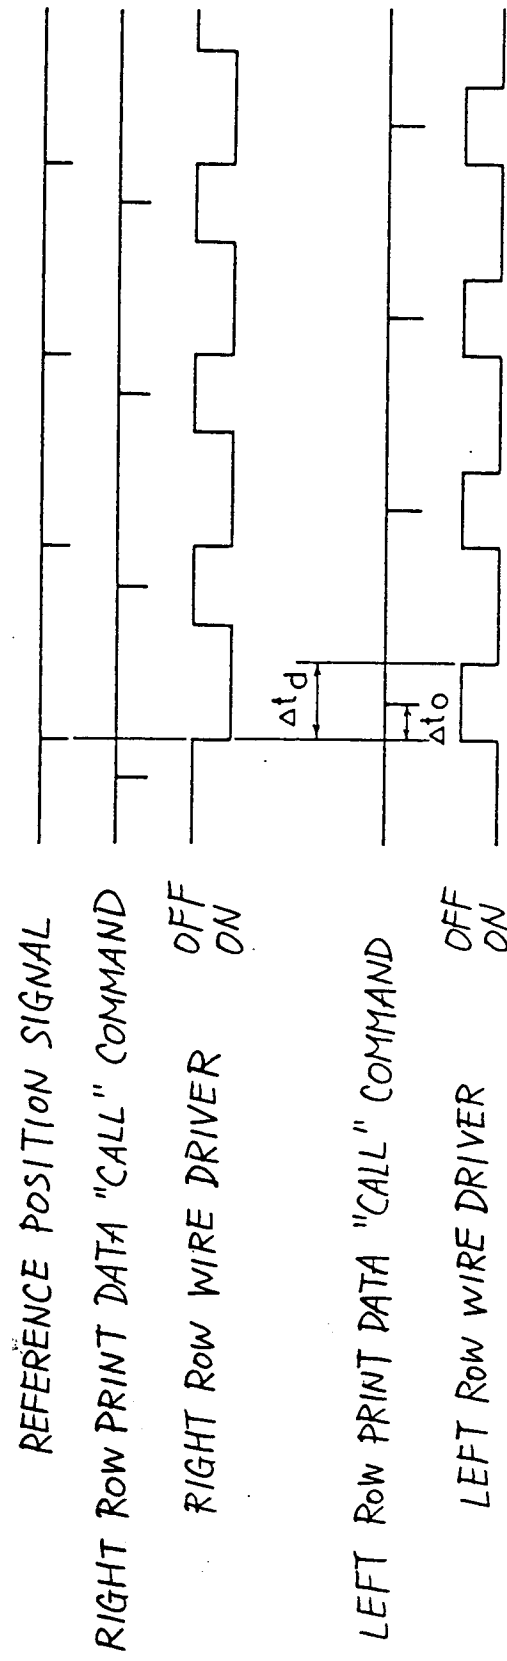 REFERENCE POSITION SIGNAL
RIGHT ROW PRINT DATA "CALL" COMMAND
RIGHT ROW WIRE DRIVER OFF
ON
Δtd
LEFT ROW PRINT DATA "CALL" COMMAND
Δto
LEFT ROW WIRE DRIVER OFF
ON